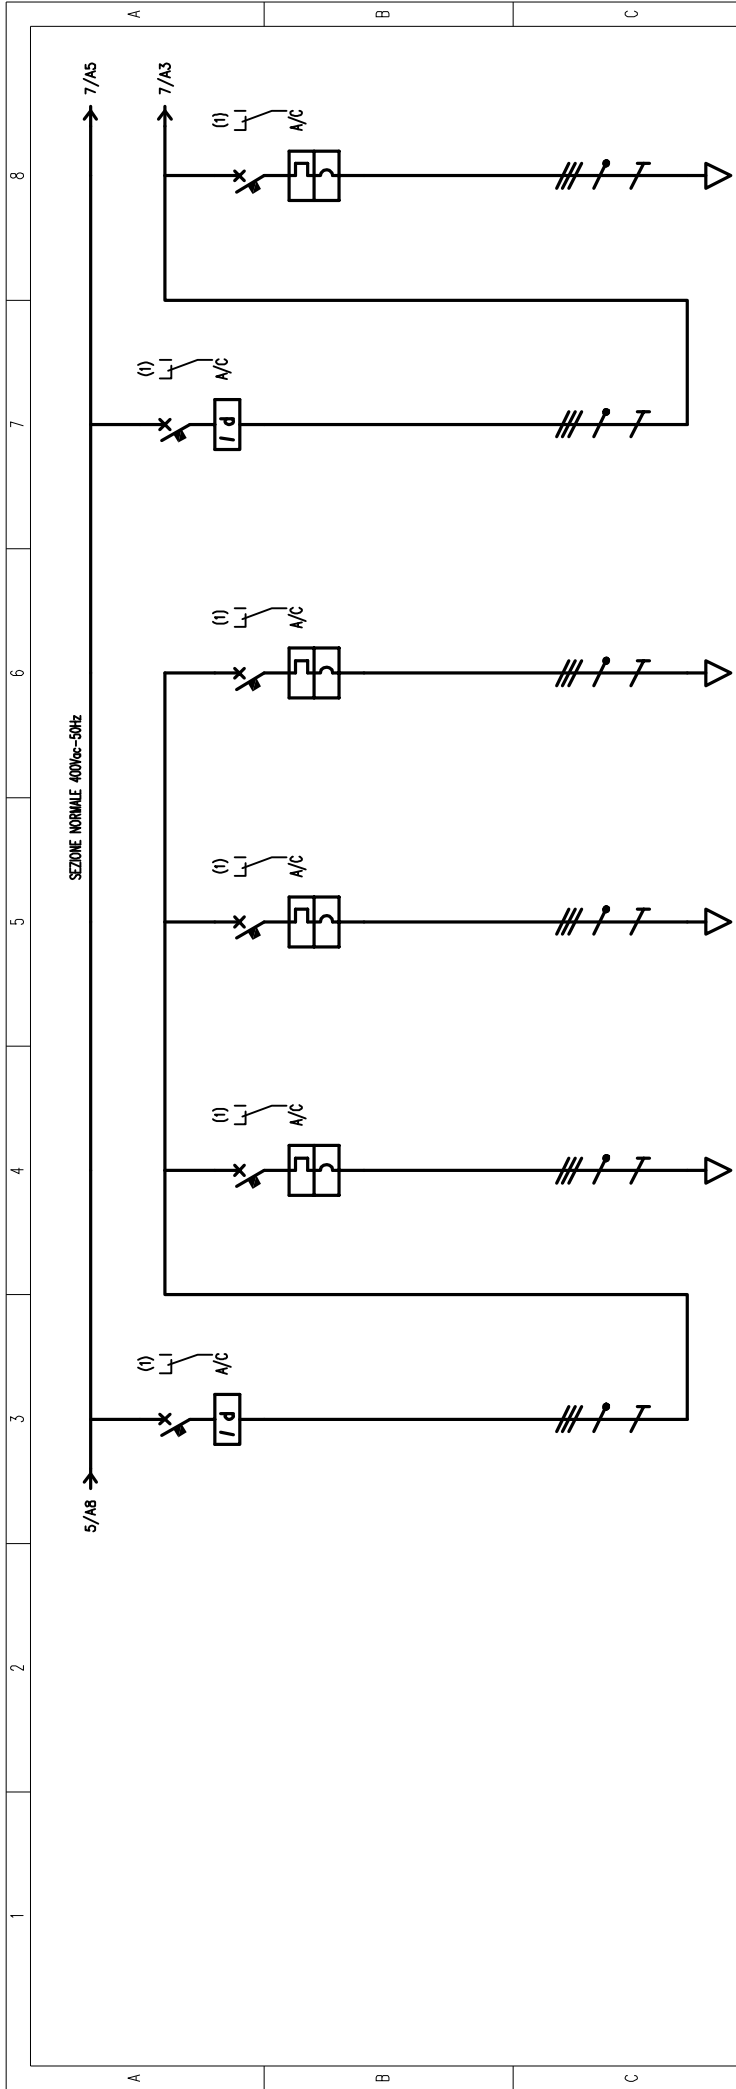 1
2
3
4
5
6
7
8
A
A
5/A8
SEZIONE NORMALE 400Vac-50Hz
7/A5
7/A3
(1)
A/C
Id
(1)
A/C
(1)
A/C
(1)
A/C
(1)
A/C
Id
(1)
A/C
B
B
C
C